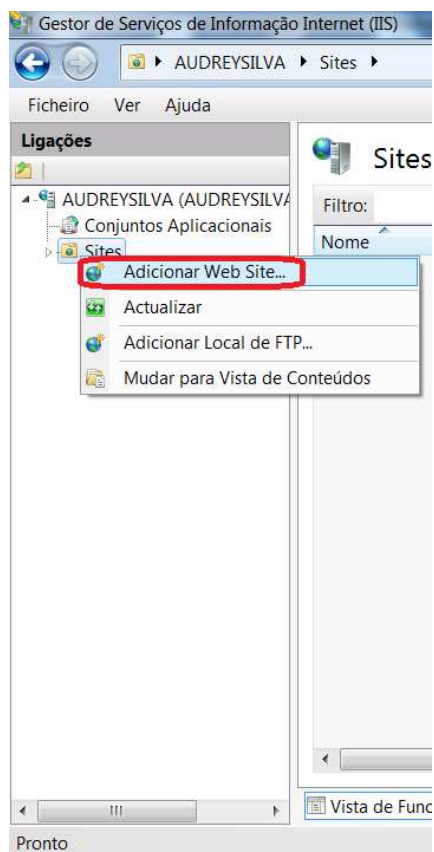 Gestor de Serviços de Informação Internet (IIS)
AUDREYSILVA Sites
Ficheiro Ver Ajuda
Ligações
Sites
AUDREYSILVA (AUDREYSILVA
Filtro:
Conjuntos Aplicacionais
Nome
Sites
Adicionar Web Site...
Actualizar
Adicionar Local de FTP...
Mudar para Vista de Conteúdos
Vista de Func
Pronto